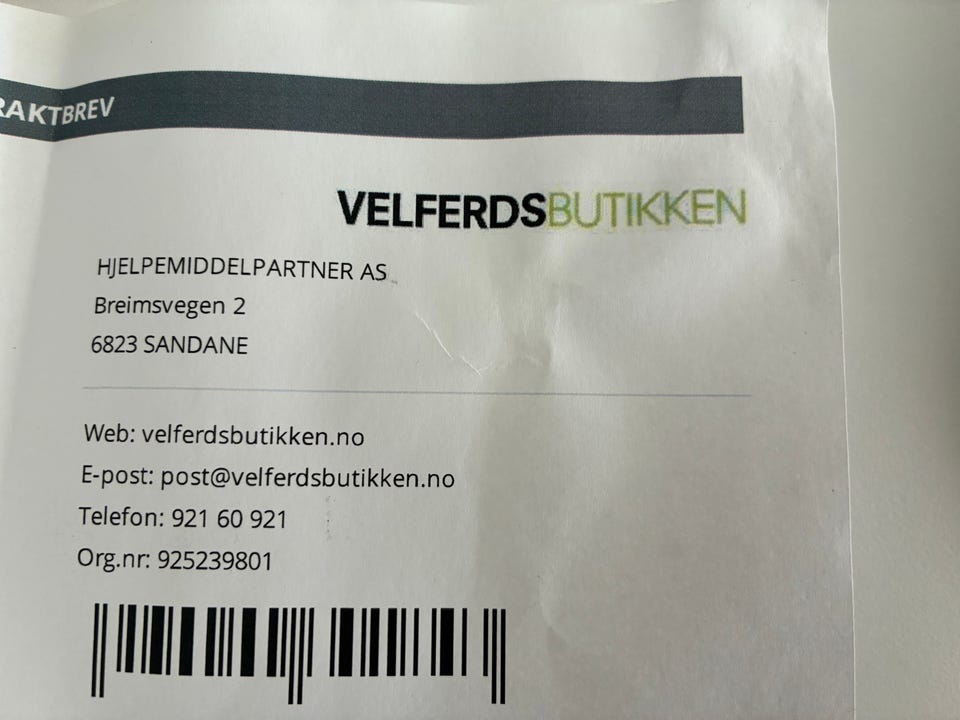 RAKTBREV
VELFERDSBUTIKKEN
HJELPEMIDDELPARTNER AS
Breimsvegen 2
6823 SANDANE
Web: velferdsbutikken.no
E-post: post@velferdsbutikken.no
Telefon: 921 60 921
Org.nr: 925239801